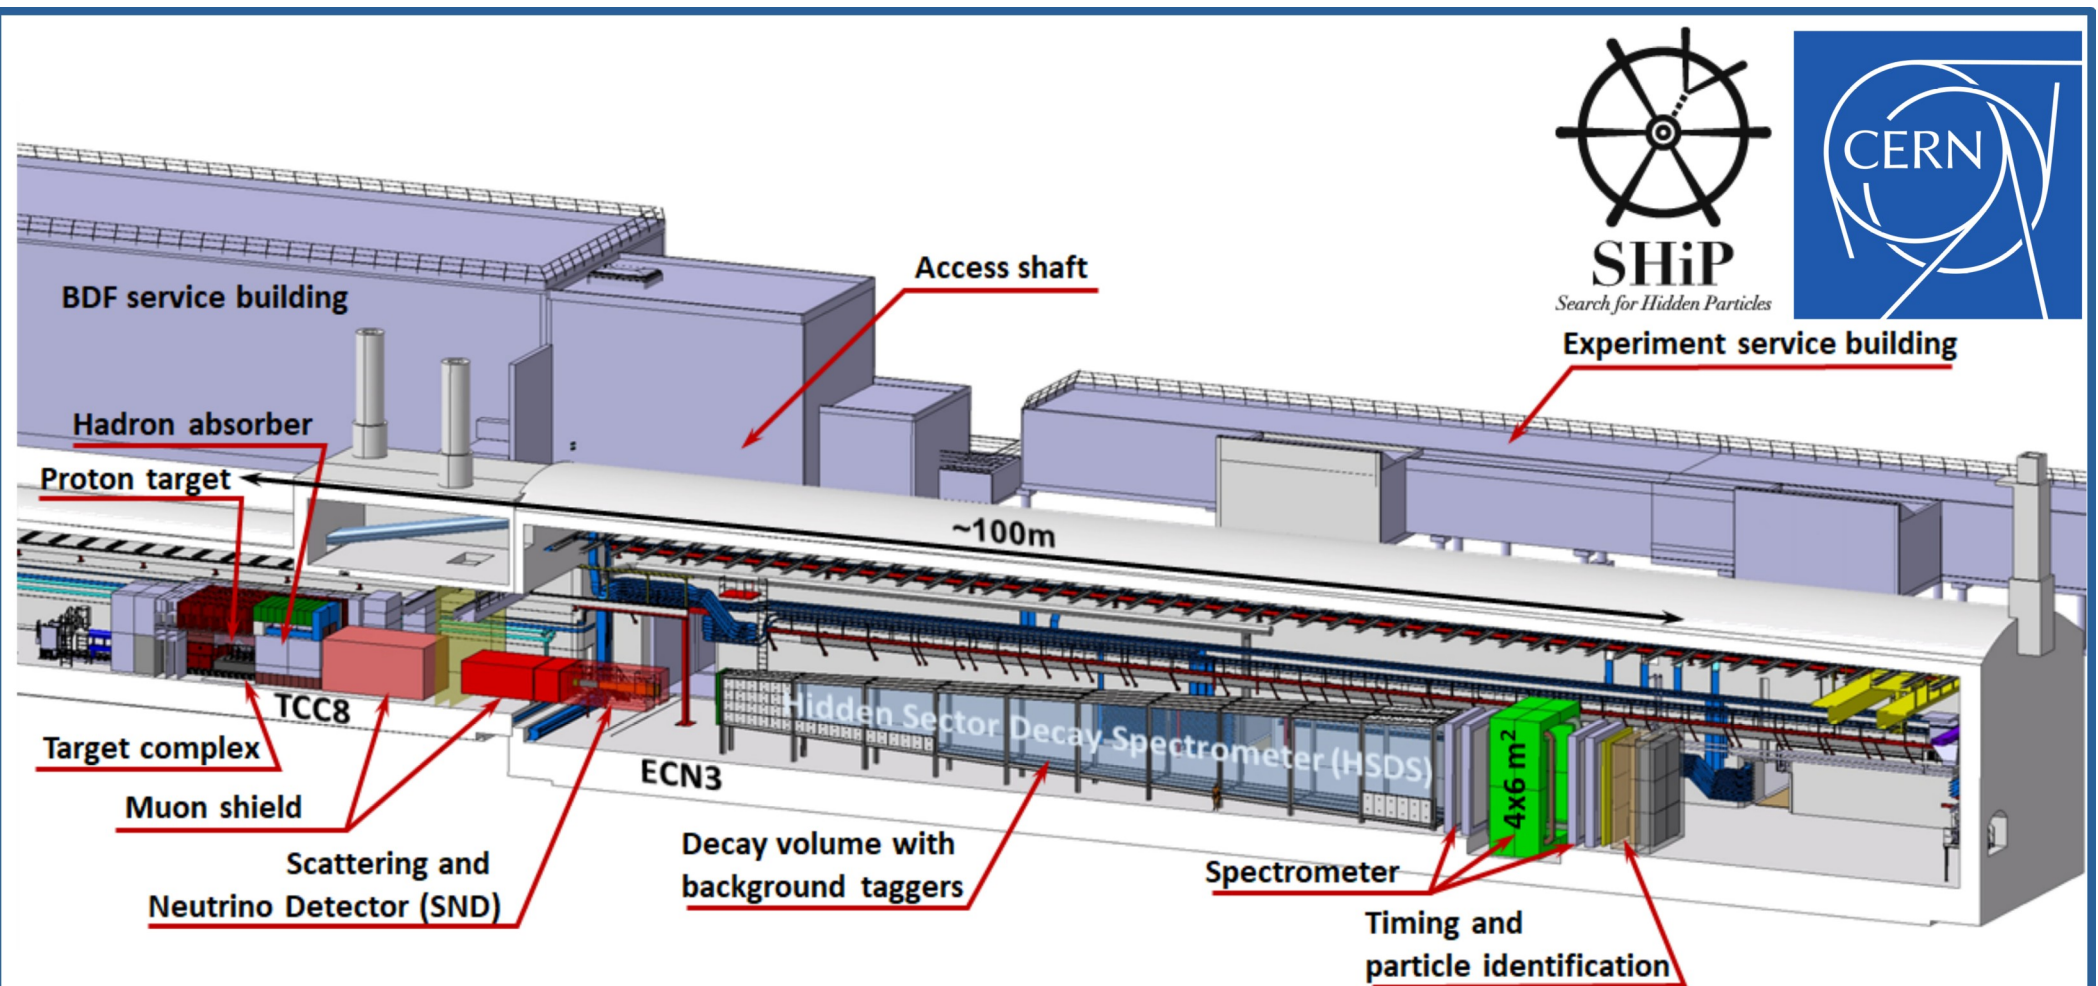 CERN
SHiP
Search for Hidden Particles
Access shaft
BDF service building
Experiment service building
Hadron absorber
Proton target
~100m
TCC8
Hidden Sector Decay Spectrometer (HSDS)
4x6 m²
Target complex
ECN3
Muon shield
Scattering and
Neutrino Detector (SND)
Decay volume with
background taggers
Spectrometer
Timing and
particle identification